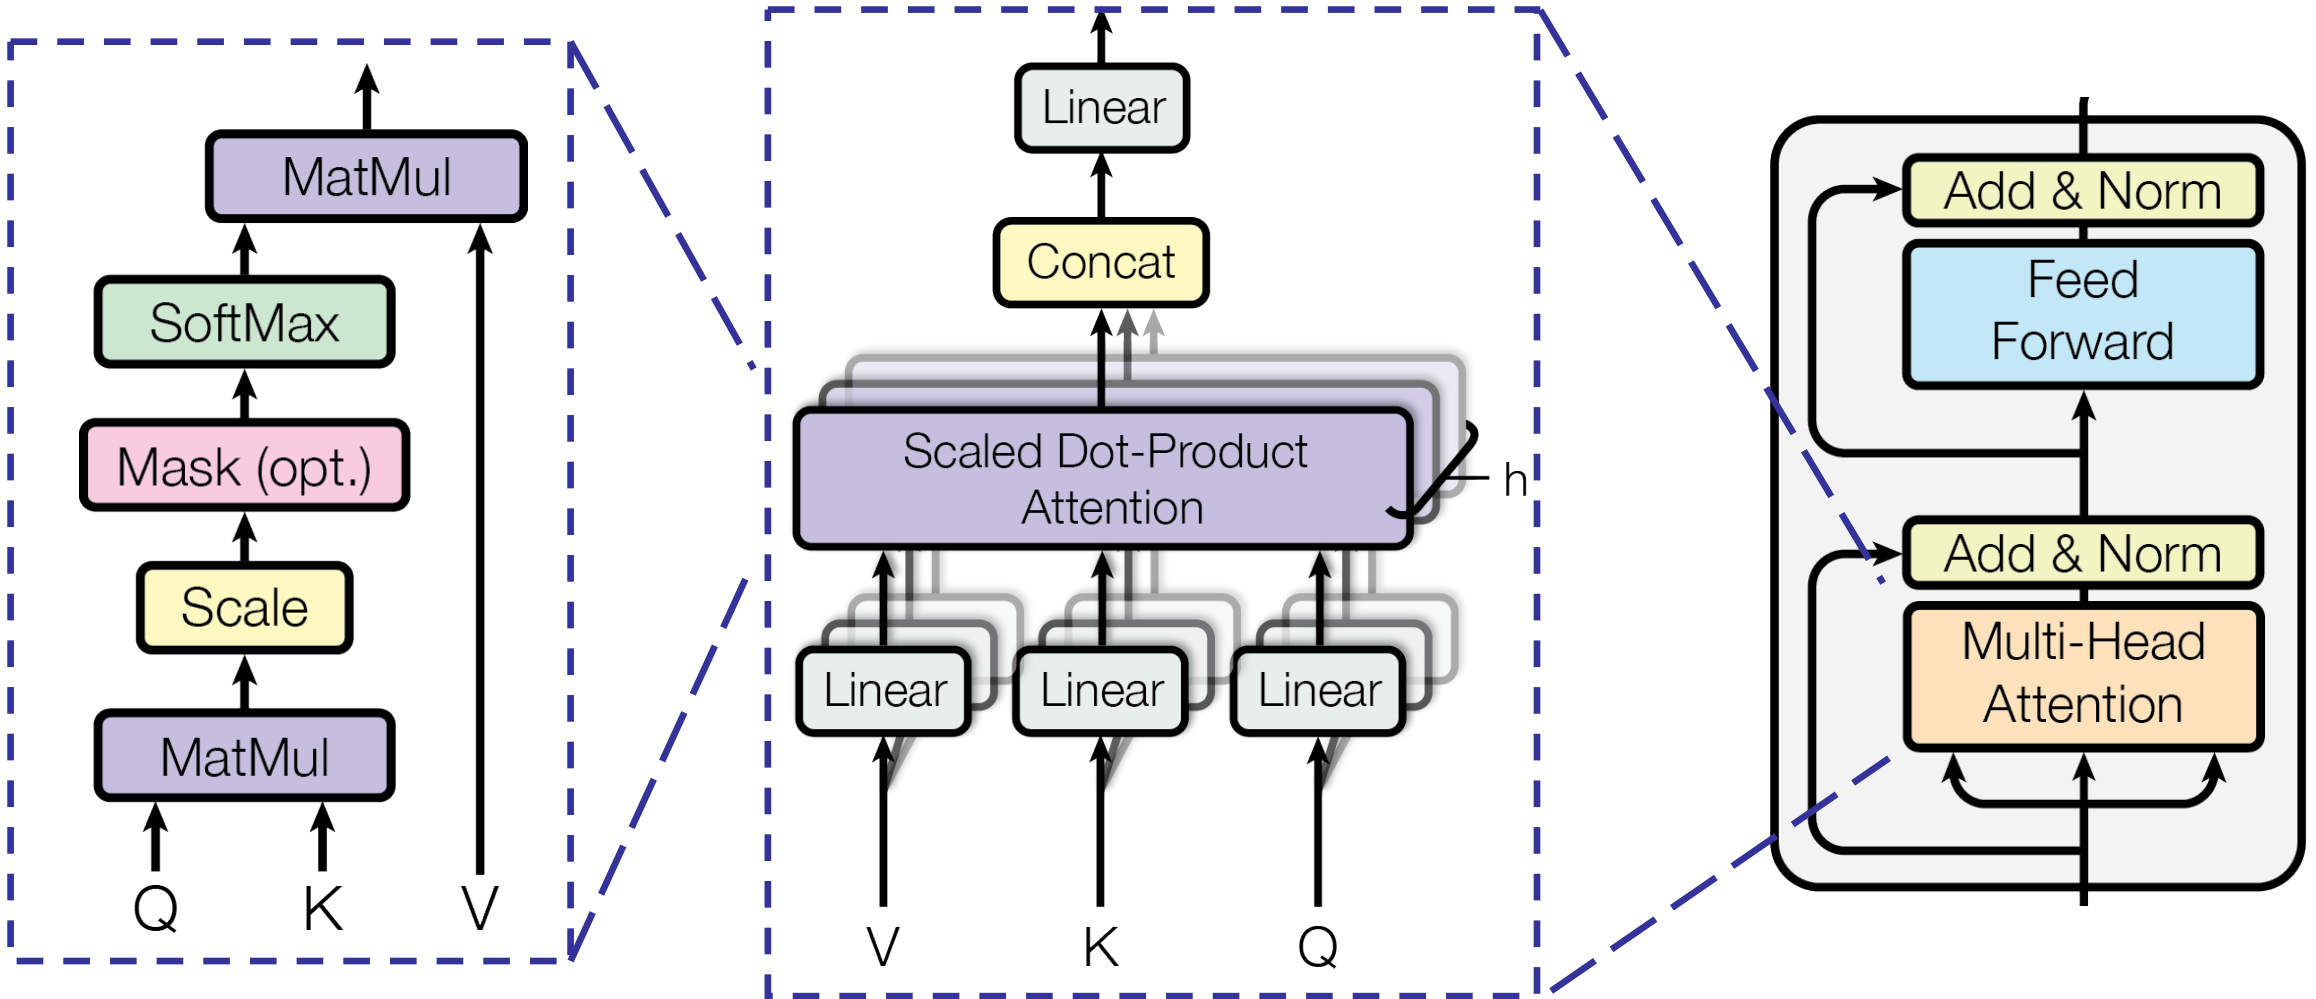 MatMul
SoftMax
Mask (opt.)
Scale
MatMul
Q K V
Linear
Concat
Scaled Dot-Product
Attention
h
Linear Linear Linear
V K Q
Add & Norm
Feed
Forward
Add & Norm
Multi-Head
Attention